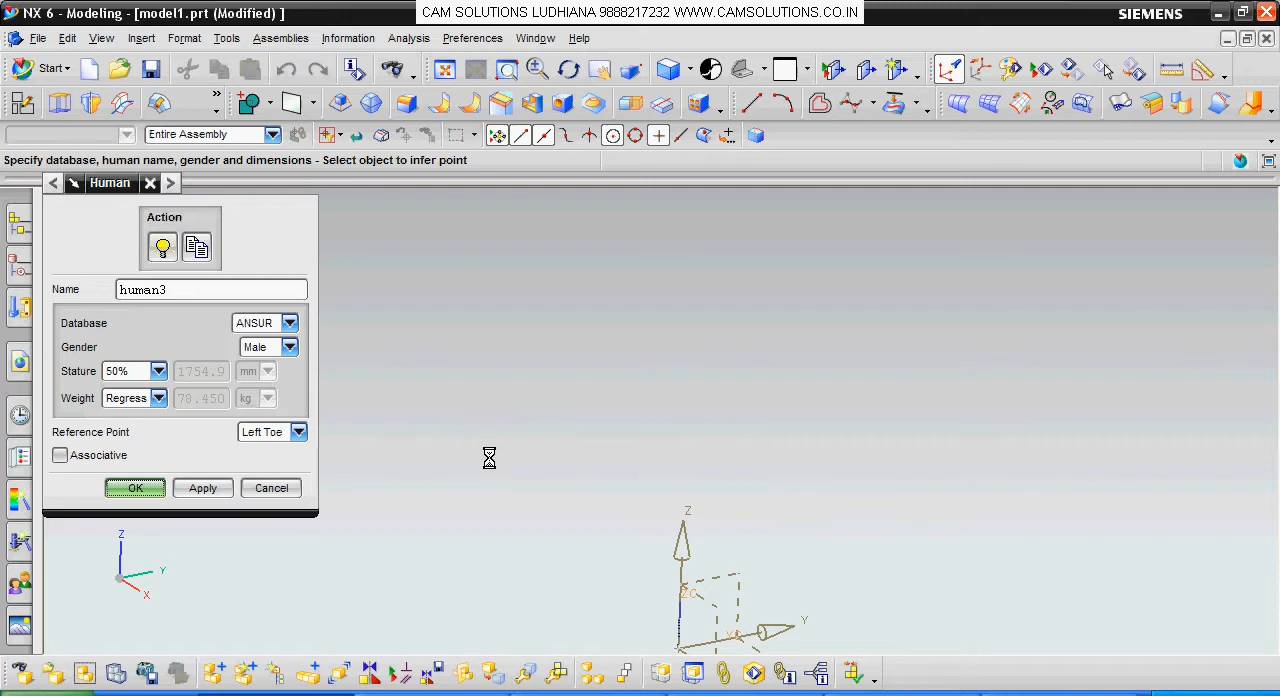 NX 6 - Modeling - [model1.prt (Modified) ]
CAM SOLUTIONS LUDHIANA 9888217232 WWW.CAMSOLUTIONS.CO.IN
SIEMENS
File Edit View Insert Format Tools Assemblies Information Analysis Preferences Window Help
Start
Entire Assembly
Specify database, human name, gender and dimensions - Select object to infer point
Human
Action
Name human3
Database ANSUR
Gender Male
Stature 50% 1754.9 mm
Weight Regress 78.450 kg
Reference Point Left Toe
Associative
OK Apply Cancel
Z
Y
X
Z
ZC
Y